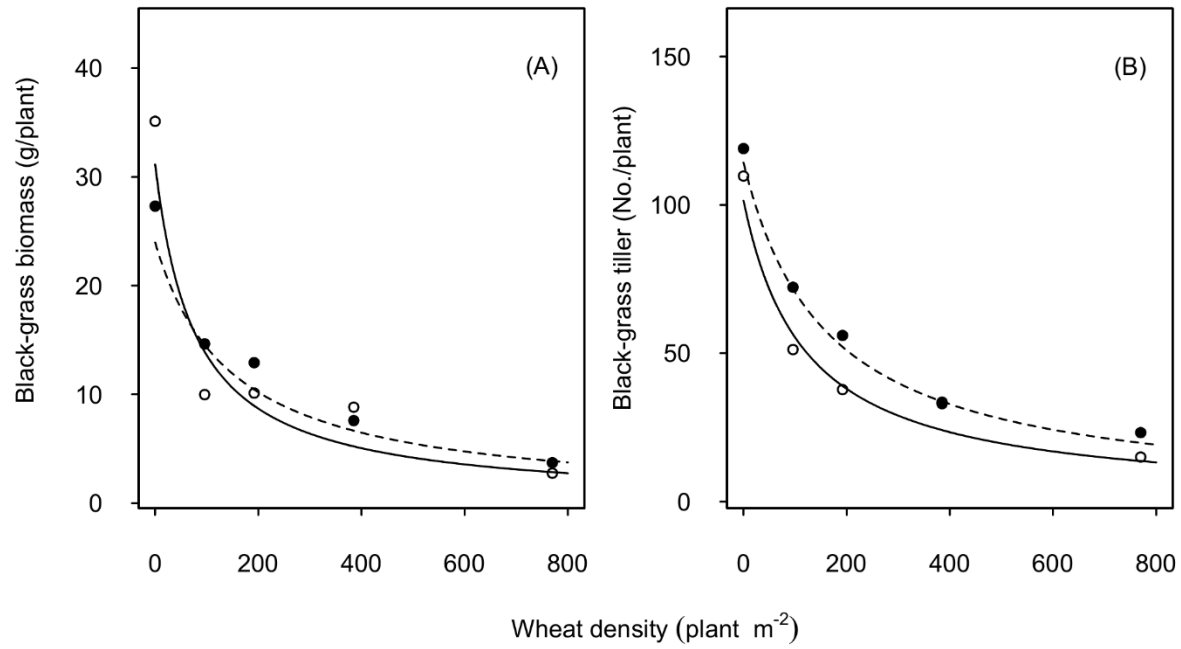 Black-grass biomass (g/plant)
40
30
20
10
0
(A)
0 200 400 600 800
Black-grass tiller (No./plant)
150
100
50
0
(B)
0 200 400 600 800
Wheat density (plant m⁻²)